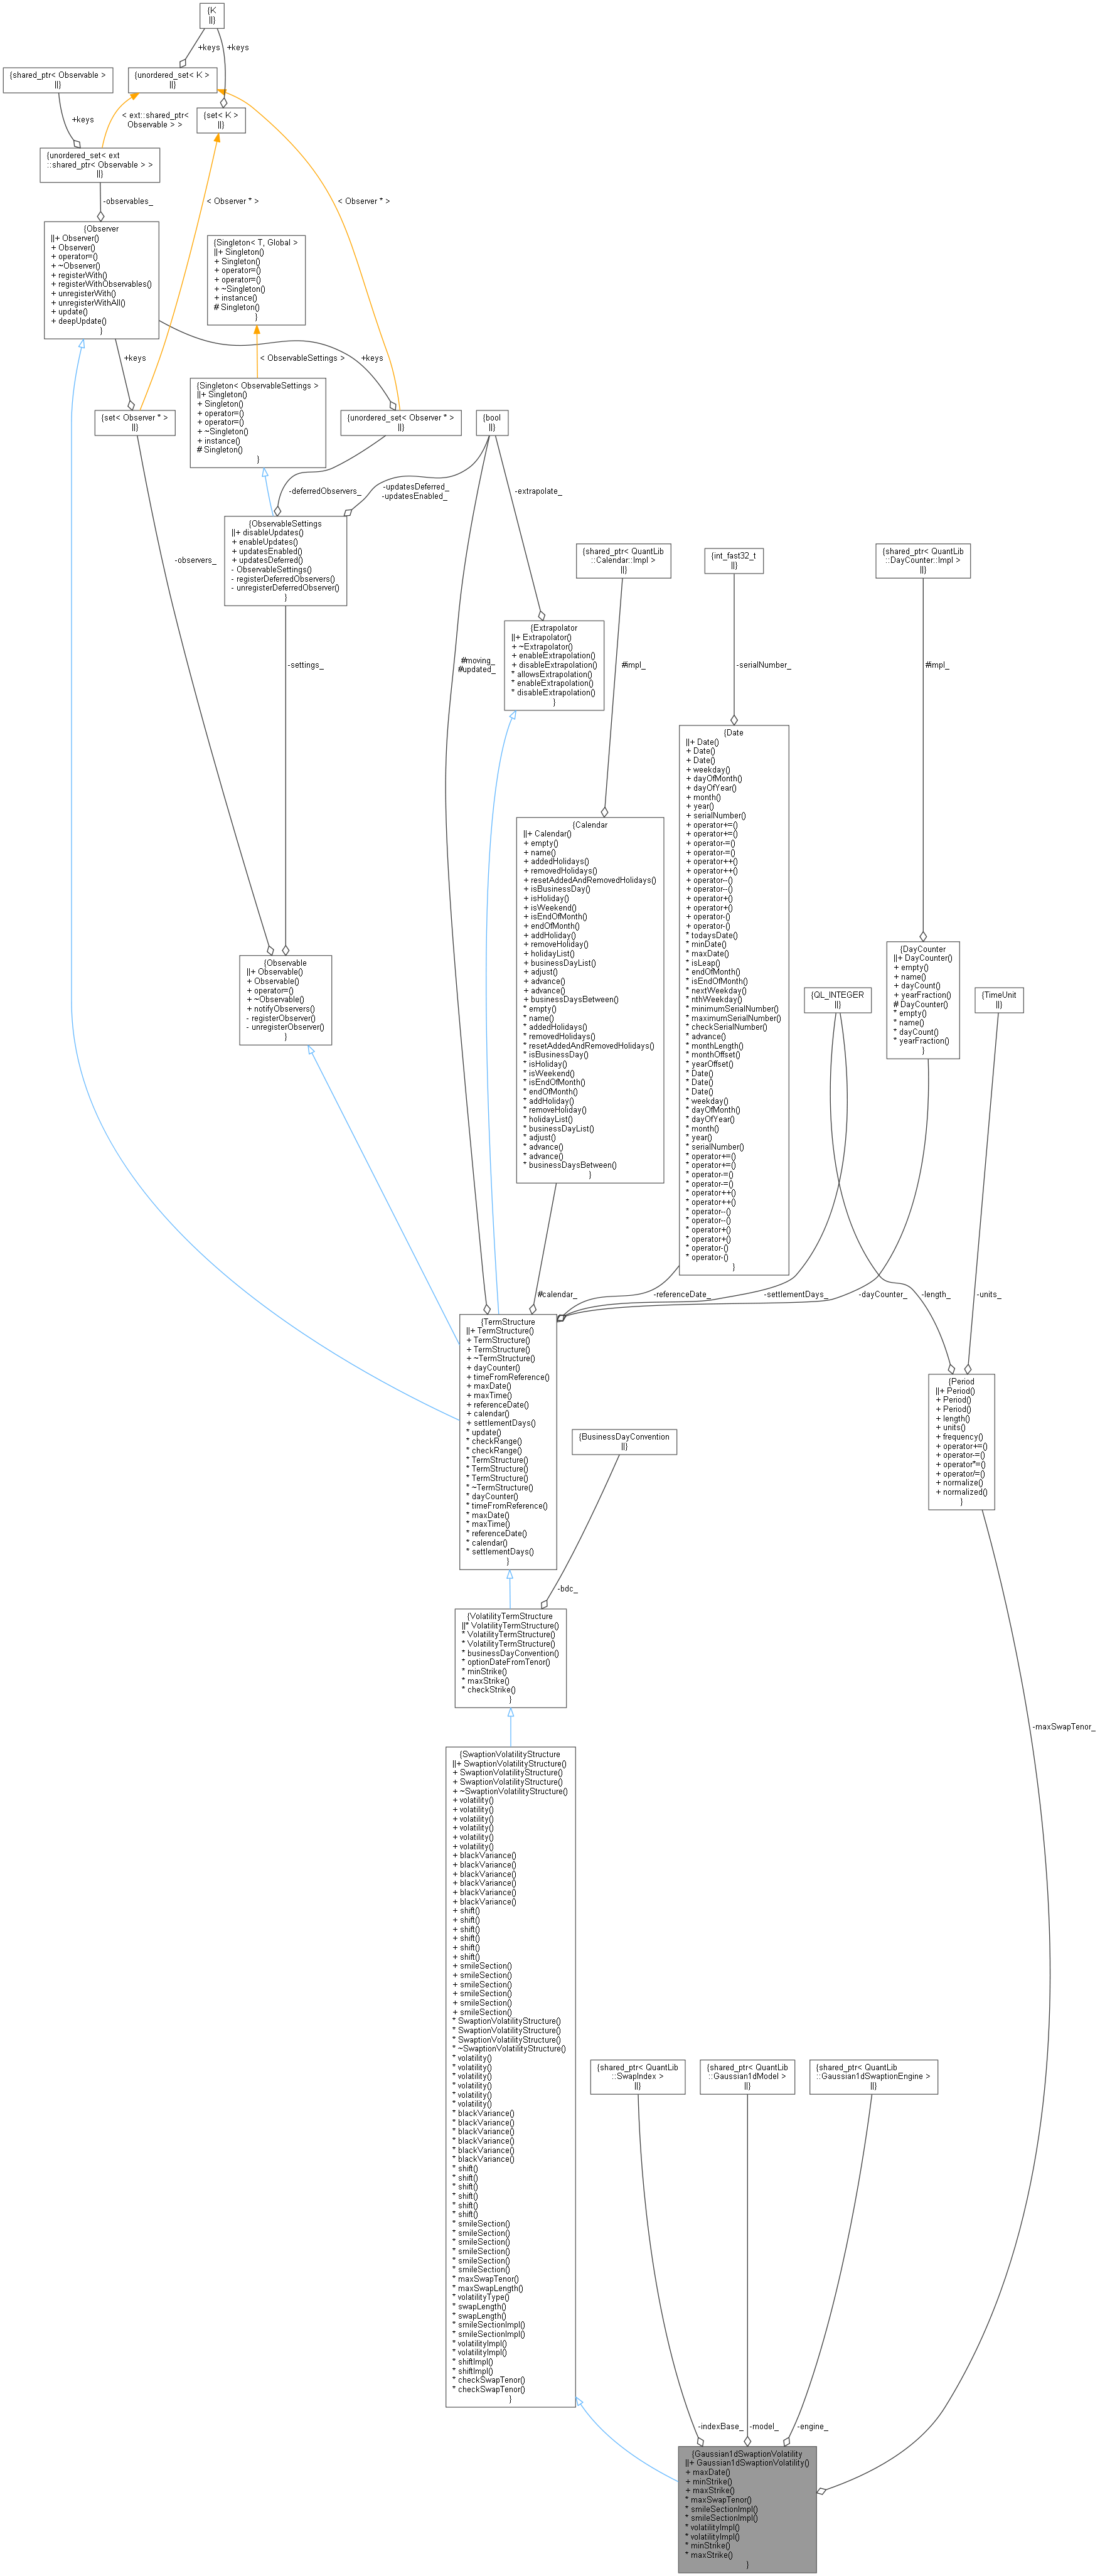 {K
||}
+keys
+keys
{shared_ptr< Observable >
||}
{unordered_set< K >
||}
{set< K >
||}
+keys
< ext::shared_ptr<
Observable > >
{unordered_set< ext
::shared_ptr< Observable > >
||}
-observables_
< Observer * >
< Observer * >
{Observer
||+ Observer()
+ Observer()
+ operator=()
+ ~Observer()
+ registerWith()
+ registerWithObservables()
+ unregisterWith()
+ unregisterWithAll()
+ update()
+ deepUpdate()
}
{Singleton< T, Global >
||+ Singleton()
+ Singleton()
+ operator=()
+ operator=()
+ ~Singleton()
+ instance()
# Singleton()
}
+keys
< ObservableSettings >
+keys
{set< Observer * >
||}
{Singleton< ObservableSettings >
||+ Singleton()
+ Singleton()
+ operator=()
+ operator=()
+ ~Singleton()
+ instance()
# Singleton()
}
{unordered_set< Observer * >
||}
{bool
||}
-deferredObservers_
-updatesDeferred_
-updatesEnabled_
-extrapolate_
{ObservableSettings
||+ disableUpdates()
+ enableUpdates()
+ updatesEnabled()
+ updatesDeferred()
- ObservableSettings()
- registerDeferredObservers()
- unregisterDeferredObserver()
}
-observers_
{shared_ptr< QuantLib
::Calendar::Impl >
||}
{int_fast32_t
||}
{shared_ptr< QuantLib
::DayCounter::Impl >
||}
{Extrapolator
||+ Extrapolator()
+ ~Extrapolator()
+ enableExtrapolation()
+ disableExtrapolation()
* allowsExtrapolation()
* enableExtrapolation()
* disableExtrapolation()
}
-settings_
#moving_
#updated_
#impl_
-serialNumber_
#impl_
{Date
||+ Date()
+ Date()
+ Date()
+ weekday()
+ dayOfMonth()
+ dayOfYear()
+ month()
+ year()
+ serialNumber()
+ operator+=()
+ operator+=()
+ operator-=()
+ operator-=()
+ operator++()
+ operator++()
+ operator--()
+ operator--()
+ operator+()
+ operator+()
+ operator-()
+ operator-()
* todaysDate()
* minDate()
* maxDate()
* isLeap()
* endOfMonth()
* isEndOfMonth()
* nextWeekday()
* nthWeekday()
* minimumSerialNumber()
* maximumSerialNumber()
* checkSerialNumber()
* advance()
* monthLength()
* monthOffset()
* yearOffset()
* Date()
* Date()
* Date()
* weekday()
* dayOfMonth()
* dayOfYear()
* month()
* year()
* serialNumber()
* operator+=()
* operator+=()
* operator-=()
* operator-=()
* operator++()
* operator++()
* operator--()
* operator--()
* operator+()
* operator+()
* operator-()
* operator-()
}
{Calendar
||+ Calendar()
+ empty()
+ name()
+ addedHolidays()
+ removedHolidays()
+ resetAddedAndRemovedHolidays()
+ isBusinessDay()
+ isHoliday()
+ isWeekend()
+ isEndOfMonth()
+ endOfMonth()
+ addHoliday()
+ removeHoliday()
+ holidayList()
+ businessDayList()
+ adjust()
+ advance()
+ advance()
+ businessDaysBetween()
* empty()
* name()
* addedHolidays()
* removedHolidays()
* resetAddedAndRemovedHolidays()
* isBusinessDay()
* isHoliday()
* isWeekend()
* isEndOfMonth()
* endOfMonth()
* addHoliday()
* removeHoliday()
* holidayList()
* businessDayList()
* adjust()
* advance()
* advance()
* businessDaysBetween()
}
{Observable
||+ Observable()
+ Observable()
+ operator=()
+ ~Observable()
+ notifyObservers()
- registerObserver()
- unregisterObserver()
}
{DayCounter
||+ DayCounter()
+ empty()
+ name()
+ dayCount()
+ yearFraction()
# DayCounter()
* empty()
* name()
* dayCount()
* yearFraction()
}
{QL_INTEGER
||}
{TimeUnit
||}
#calendar_
-referenceDate_
-settlementDays_
-dayCounter_
-length_
-units_
{TermStructure
||+ TermStructure()
+ TermStructure()
+ TermStructure()
+ ~TermStructure()
+ dayCounter()
+ timeFromReference()
+ maxDate()
+ maxTime()
+ referenceDate()
+ calendar()
+ settlementDays()
* update()
* checkRange()
* checkRange()
* TermStructure()
* TermStructure()
* TermStructure()
* ~TermStructure()
* dayCounter()
* timeFromReference()
* maxDate()
* maxTime()
* referenceDate()
* calendar()
* settlementDays()
}
{BusinessDayConvention
||}
{Period
||+ Period()
+ Period()
+ Period()
+ length()
+ units()
+ frequency()
+ operator+=()
+ operator-=()
+ operator*=()
+ operator/=()
+ normalize()
+ normalized()
}
-bdc_
{VolatilityTermStructure
||* VolatilityTermStructure()
* VolatilityTermStructure()
* VolatilityTermStructure()
* businessDayConvention()
* optionDateFromTenor()
* minStrike()
* maxStrike()
* checkStrike()
}
-maxSwapTenor_
{SwaptionVolatilityStructure
||+ SwaptionVolatilityStructure()
+ SwaptionVolatilityStructure()
+ SwaptionVolatilityStructure()
+ ~SwaptionVolatilityStructure()
+ volatility()
+ volatility()
+ volatility()
+ volatility()
+ volatility()
+ volatility()
+ blackVariance()
+ blackVariance()
+ blackVariance()
+ blackVariance()
+ blackVariance()
+ blackVariance()
+ shift()
+ shift()
+ shift()
+ shift()
+ shift()
+ shift()
+ smileSection()
+ smileSection()
+ smileSection()
+ smileSection()
+ smileSection()
+ smileSection()
* SwaptionVolatilityStructure()
* SwaptionVolatilityStructure()
* SwaptionVolatilityStructure()
* ~SwaptionVolatilityStructure()
* volatility()
* volatility()
* volatility()
* volatility()
* volatility()
* volatility()
* blackVariance()
* blackVariance()
* blackVariance()
* blackVariance()
* blackVariance()
* blackVariance()
* shift()
* shift()
* shift()
* shift()
* shift()
* shift()
* smileSection()
* smileSection()
* smileSection()
* smileSection()
* smileSection()
* smileSection()
* maxSwapTenor()
* maxSwapLength()
* volatilityType()
* swapLength()
* swapLength()
* smileSectionImpl()
* smileSectionImpl()
* volatilityImpl()
* volatilityImpl()
* shiftImpl()
* shiftImpl()
* checkSwapTenor()
* checkSwapTenor()
}
{shared_ptr< QuantLib
::SwapIndex >
||}
{shared_ptr< QuantLib
::Gaussian1dModel >
||}
{shared_ptr< QuantLib
::Gaussian1dSwaptionEngine >
||}
-indexBase_
-model_
-engine_
{Gaussian1dSwaptionVolatility
||+ Gaussian1dSwaptionVolatility()
+ maxDate()
+ minStrike()
+ maxStrike()
* maxSwapTenor()
* smileSectionImpl()
* smileSectionImpl()
* volatilityImpl()
* volatilityImpl()
* minStrike()
* maxStrike()
}